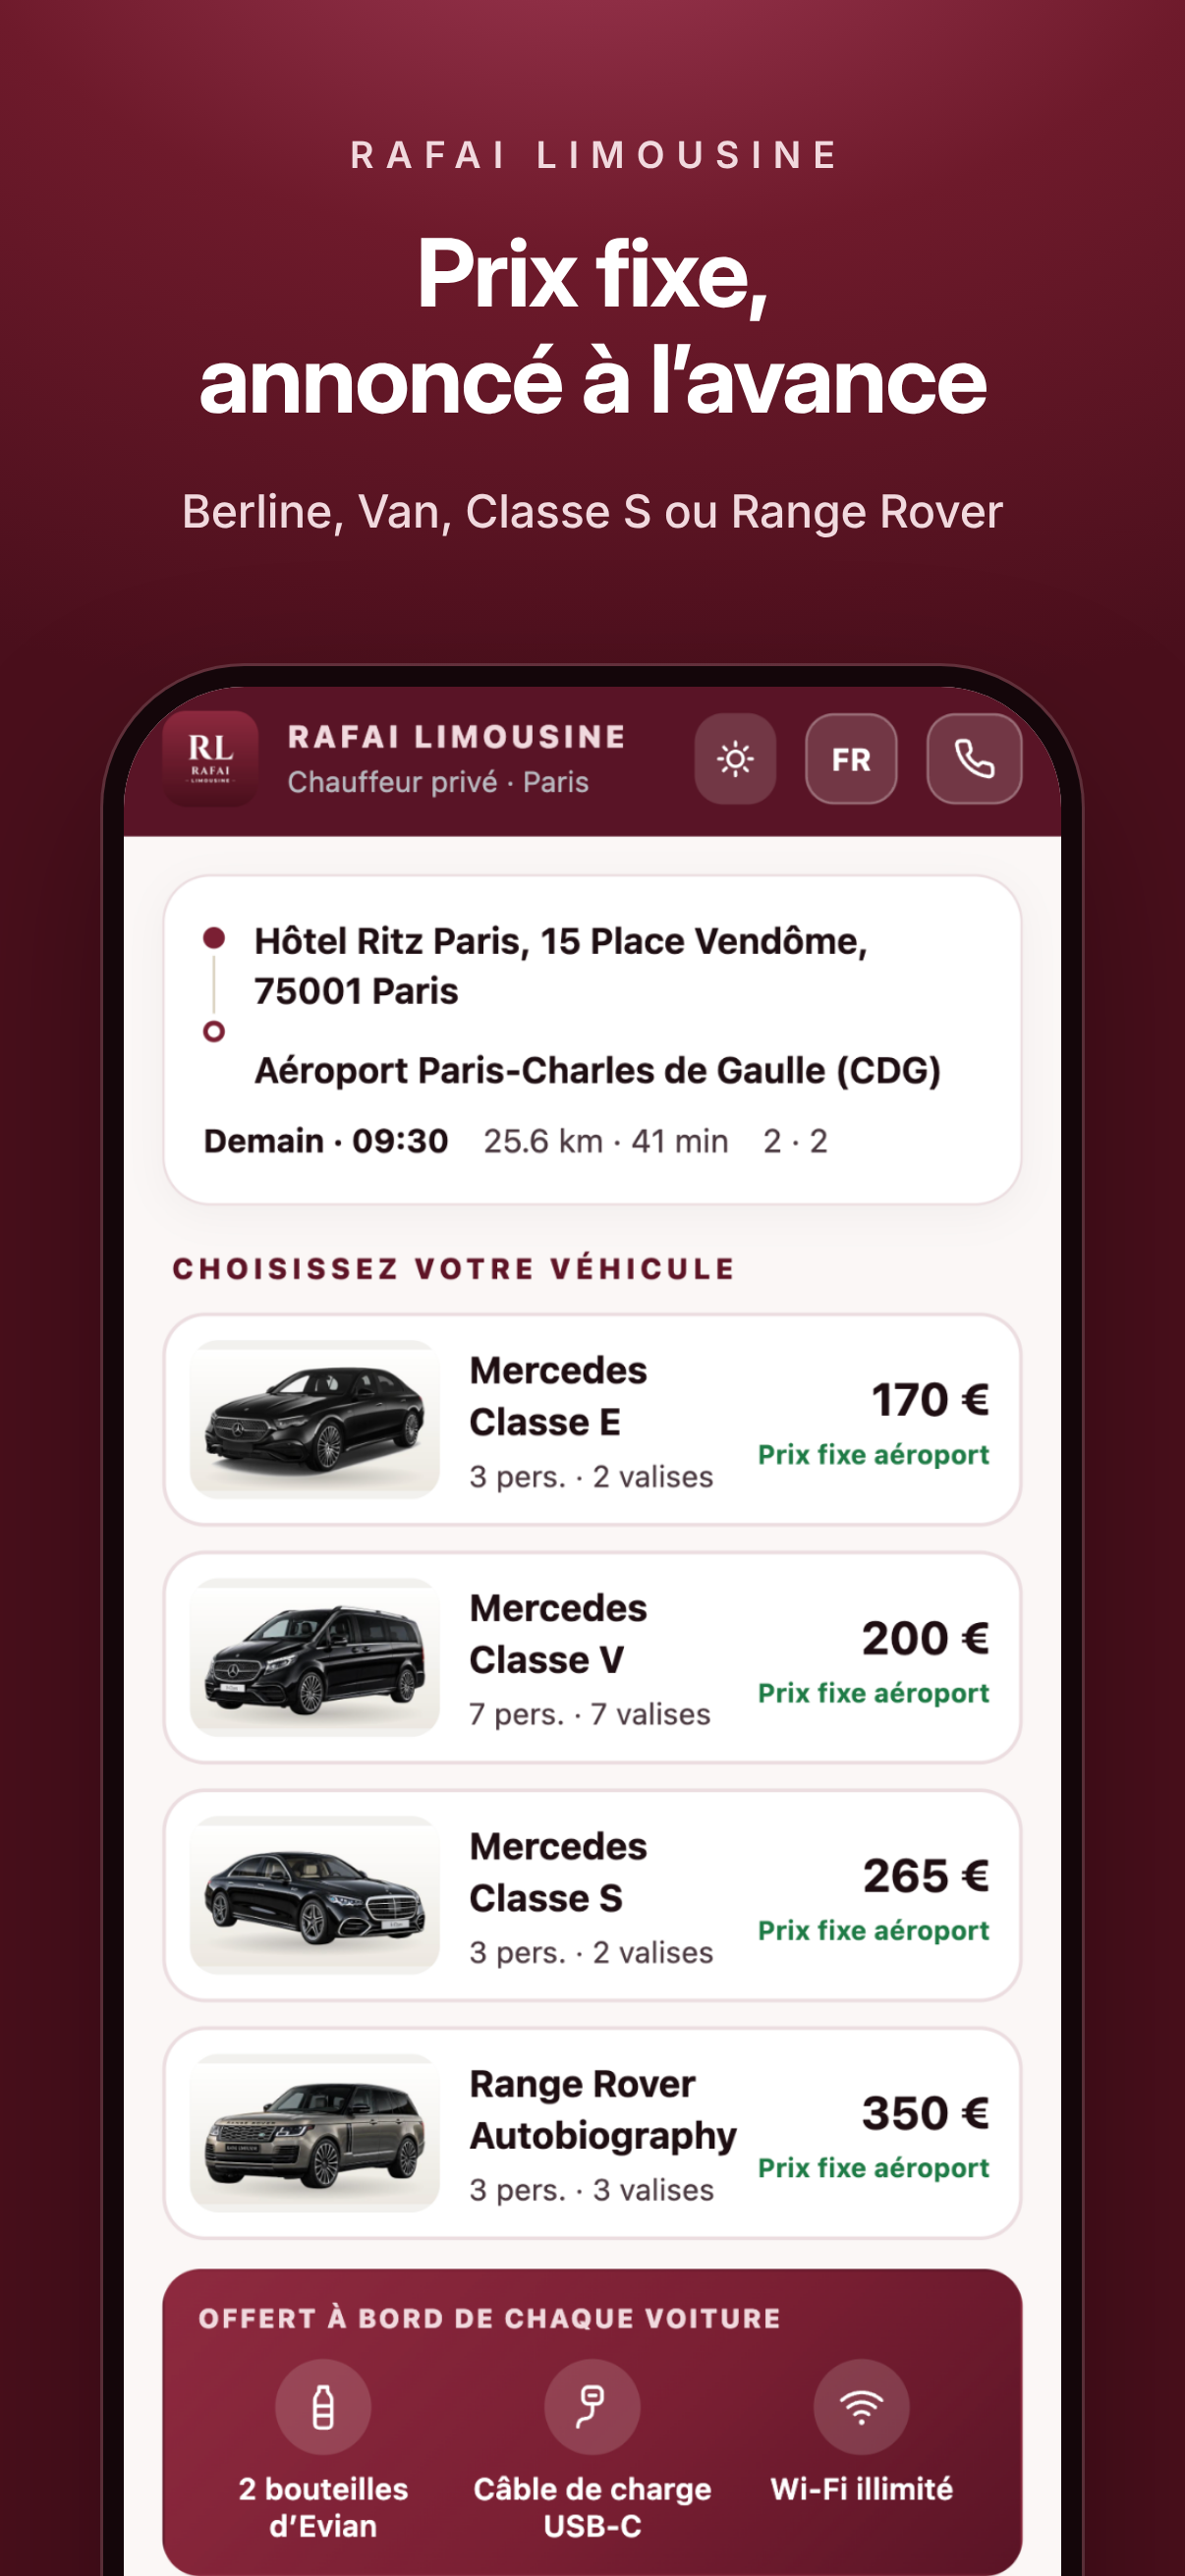 RAFAI LIMOUSINE
Prix fixe,
annoncé à l’avance
Berline, Van, Classe S ou Range Rover
RL
RAFAI
LIMOUSINE
RAFAI LIMOUSINE
Chauffeur privé · Paris
FR
Hôtel Ritz Paris, 15 Place Vendôme,
75001 Paris
Aéroport Paris-Charles de Gaulle (CDG)
Demain · 09:30 25.6 km · 41 min 2 · 2
CHOISISSEZ VOTRE VÉHICULE
Mercedes
Classe E
3 pers. · 2 valises
170 €
Prix fixe aéroport
Mercedes
Classe V
7 pers. · 7 valises
200 €
Prix fixe aéroport
Mercedes
Classe S
3 pers. · 2 valises
265 €
Prix fixe aéroport
Range Rover
Autobiography
3 pers. · 3 valises
350 €
Prix fixe aéroport
OFFERT À BORD DE CHAQUE VOITURE
2 bouteilles
d’Evian
Câble de charge
USB-C
Wi-Fi illimité